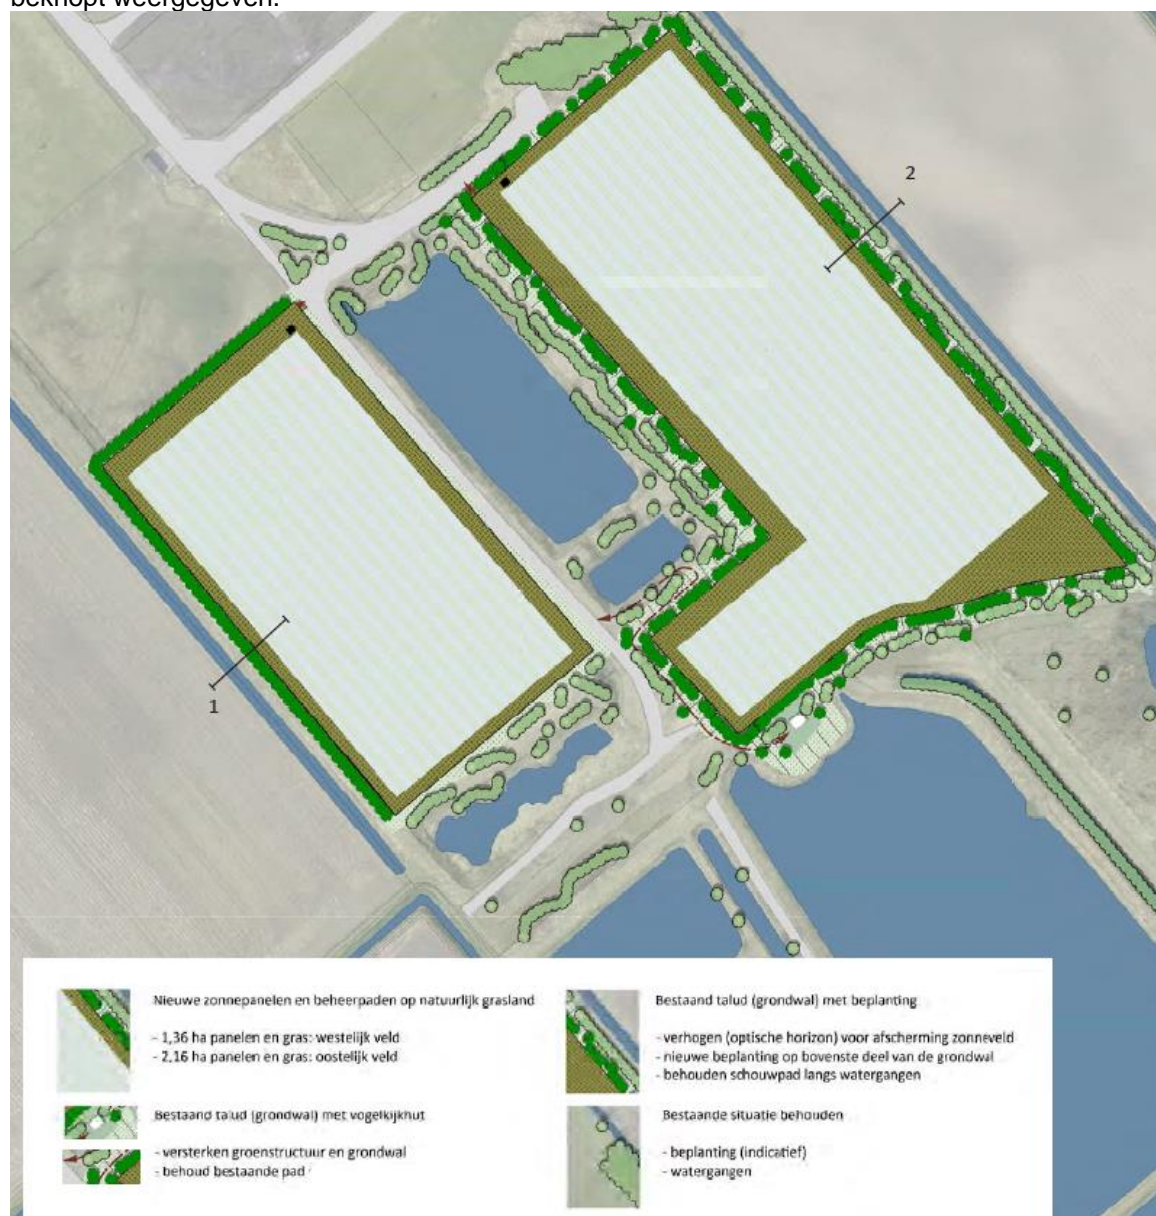 beknopt weergegeven.
2
1
Nieuwe zonnepanelen en beheerpaden op natuurlijk grasland
- 1,36 ha panelen en gras: westelijk veld
- 2,16 ha panelen en gras: oostelijk veld
Bestaand talud (grondwal) met vogelkijkhut
- versterken groenstructuur en grondwal
- behoud bestaande pad
Bestaand talud (grondwal) met beplanting
- verhogen (optische horizon) voor afscherming zonneveld
- nieuwe beplanting op bovenste deel van de grondwal
- behouden schouwpad langs watergangen
Bestaande situatie behouden
- beplanting (indicatief)
- watergangen